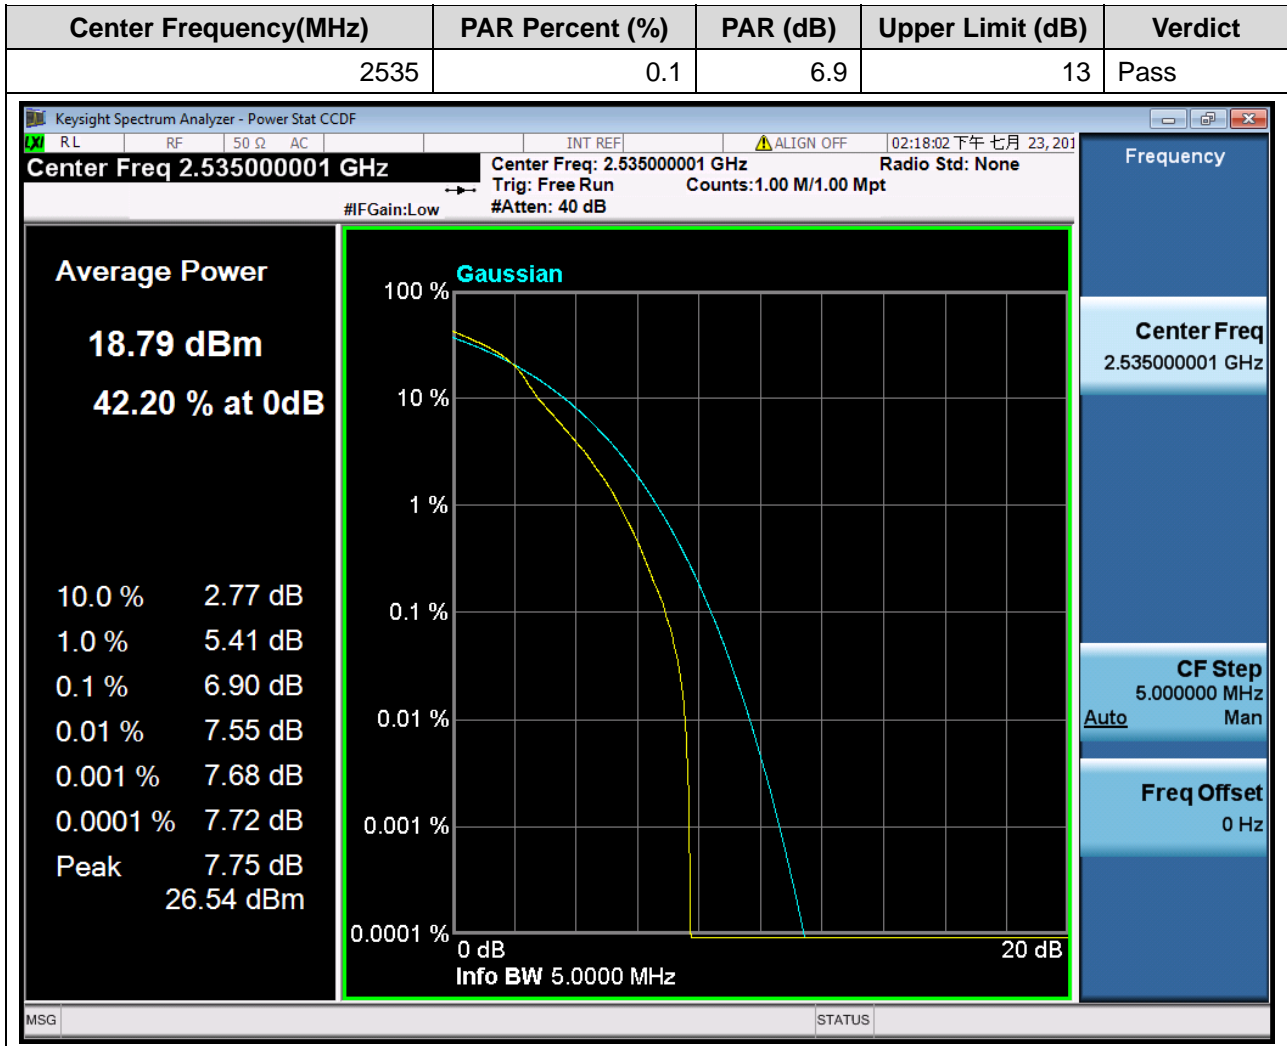 Center Frequency(MHz) PAR Percent (%) PAR (dB) Upper Limit (dB) Verdict
2535 0.1 6.9 13 Pass
Keysight Spectrum Analyzer - Power Stat CCDF
LXI RL RF 50 Ω AC INT REF ALIGN OFF 02:18:02 下午 七月 23, 201
Center Freq 2.535000001 GHz
Center Freq: 2.535000001 GHz Radio Std: None
Trig: Free Run Counts:1.00 M/1.00 Mpt
#IFGain:Low #Atten: 40 dB
Frequency
Average Power
18.79 dBm
42.20 % at 0dB
10.0 % 2.77 dB
1.0 % 5.41 dB
0.1 % 6.90 dB
0.01 % 7.55 dB
0.001 % 7.68 dB
0.0001 % 7.72 dB
Peak 7.75 dB
26.54 dBm
Gaussian
100 %
10 %
1 %
0.1 %
0.01 %
0.001 %
0.0001 %
0 dB 20 dB
Info BW 5.0000 MHz
Center Freq
2.535000001 GHz
CF Step
5.000000 MHz
Auto Man
Freq Offset
0 Hz
MSG STATUS